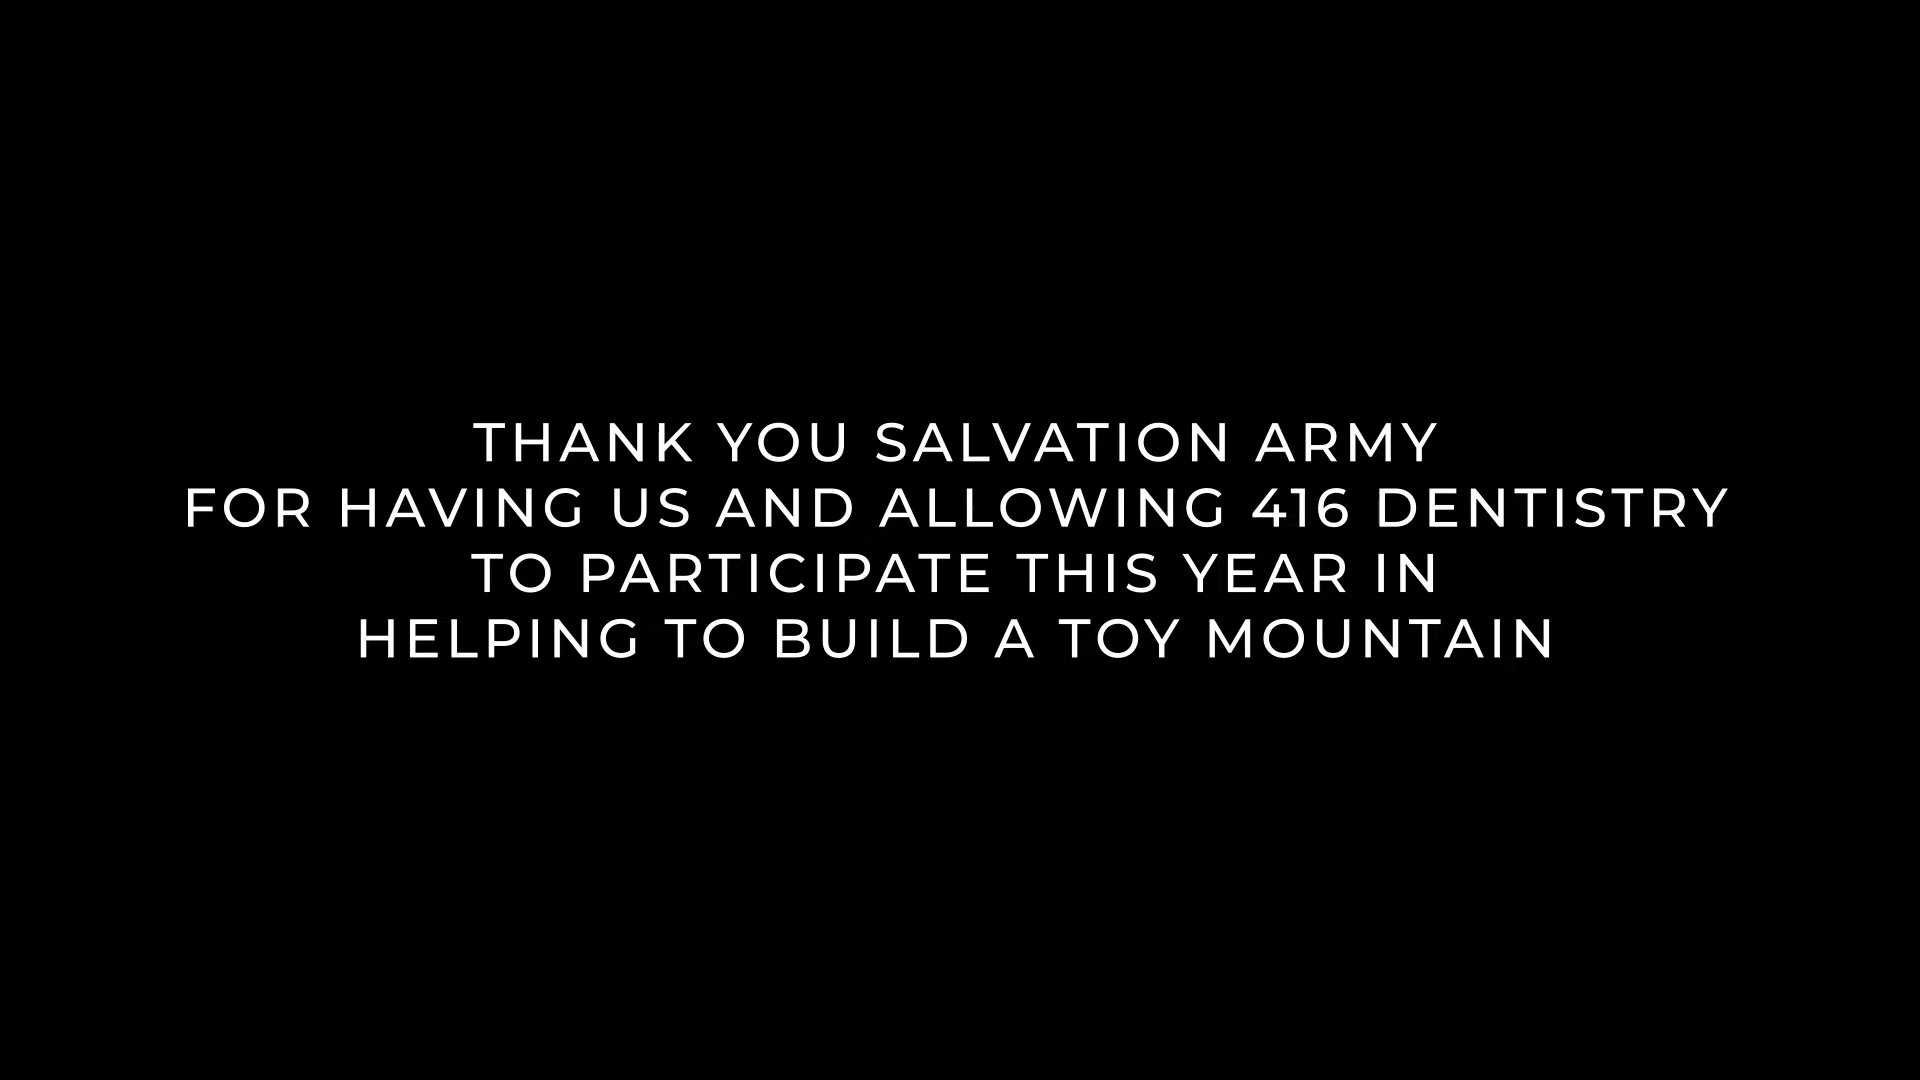 THANK YOU SALVATION ARMY
FOR HAVING US AND ALLOWING 416 DENTISTRY
TO PARTICIPATE THIS YEAR IN
HELPING TO BUILD A TOY MOUNTAIN